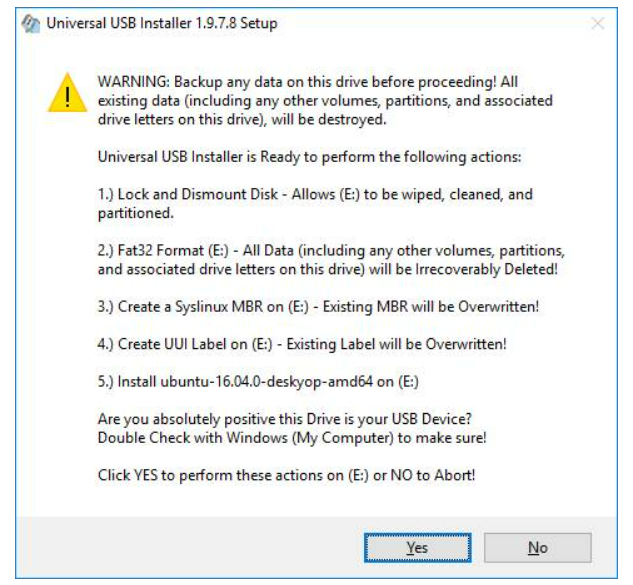 Universal USB Installer 1.9.7.8 Setup
WARNING: Backup any data on this drive before proceeding! All
existing data (including any other volumes, partitions, and associated
drive letters on this drive), will be destroyed.
Universal USB Installer is Ready to perform the following actions:
1.) Lock and Dismount Disk - Allows (E:) to be wiped, cleaned, and
partitioned.
2.) Fat32 Format (E:) - All Data (including any other volumes, partitions,
and associated drive letters on this drive) will be Irrecoverably Deleted!
3.) Create a Syslinux MBR on (E:) - Existing MBR will be Overwritten!
4.) Create UUI Label on (E:) - Existing Label will be Overwritten!
5.) Install ubuntu-16.04.0-deskyop-amd64 on (E:)
Are you absolutely positive this Drive is your USB Device?
Double Check with Windows (My Computer) to make sure!
Click YES to perform these actions on (E:) or NO to Abort!
Yes No